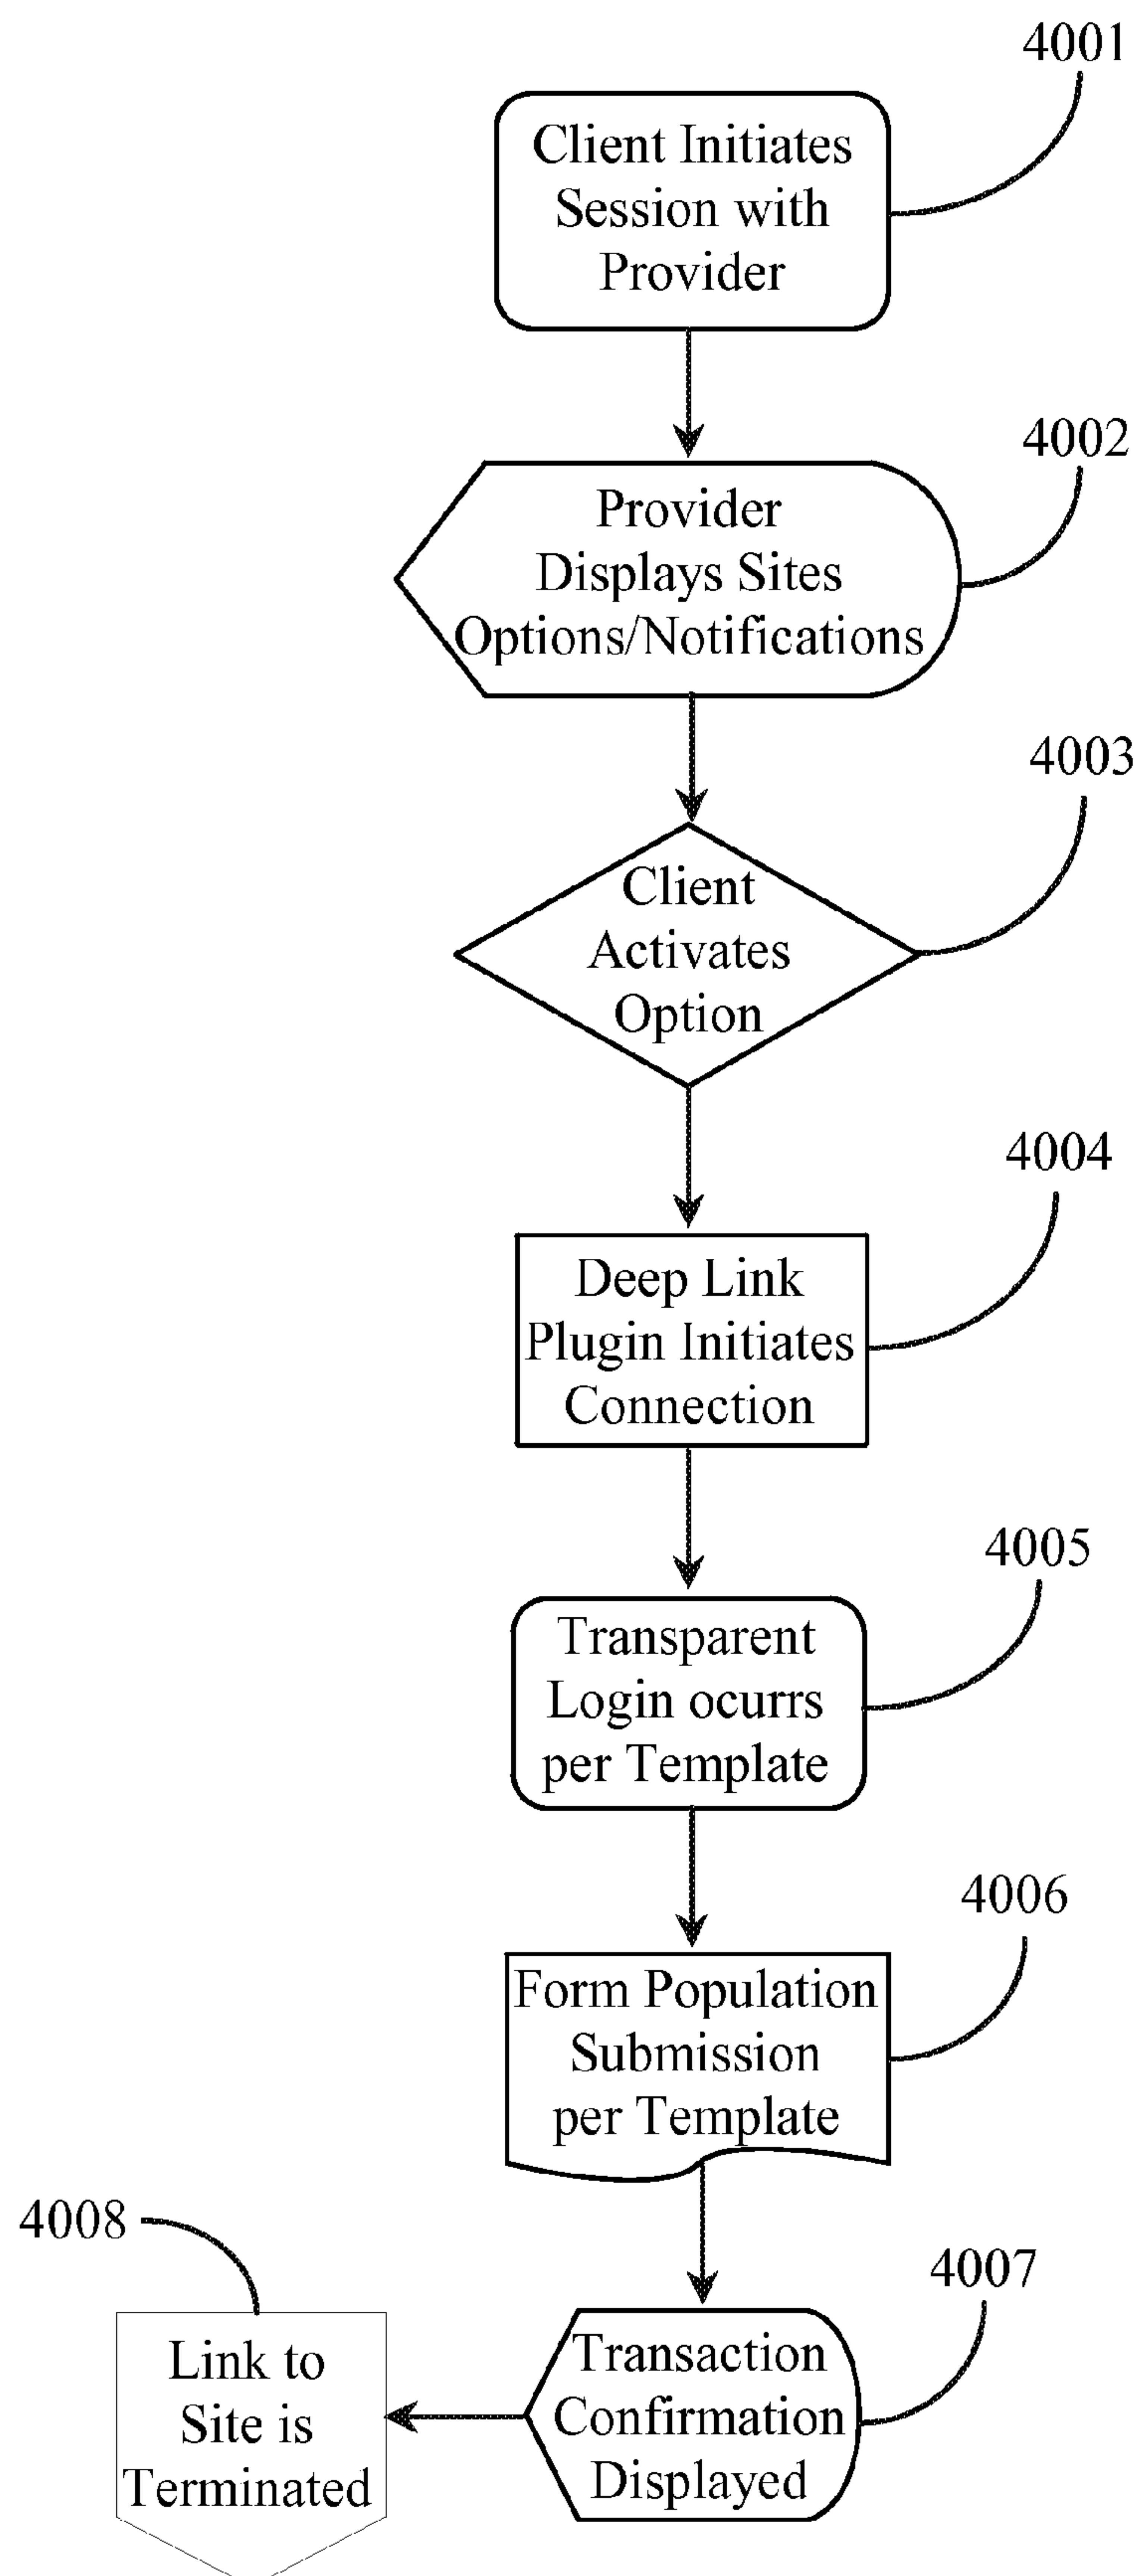 4001
Client Initiates
Session with
Provider
4002
Provider
Displays Sites
Options/Notifications
4003
Client
Activates
Option
4004
Deep Link
Plugin Initiates
Connection
4005
Transparent
Login ocurrs
per Template
4006
Form Population
Submission
per Template
4008
Link to
Site is
Terminated
4007
Transaction
Confirmation
Displayed